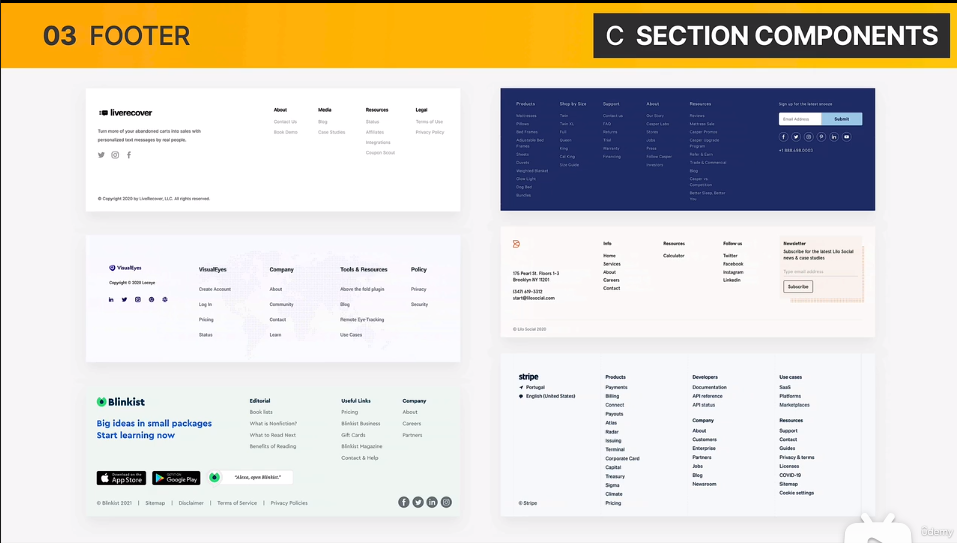 03 FOOTER
C SECTION COMPONENTS
liverecover
Turn more of your abandoned carts into sales with
personalized text messages by real people.
About
Contact Us
Book Demo
Media
Blog
Case Studies
Resources
Status
Affiliates
Integrations
Coupon Scout
Legal
Terms of Use
Privacy Policy
© Copyright 2020 by LiveRecover, LLC. All rights reserved.
Products
Mattresses
Pillows
Bed Frames
Adjustable Bed
Frames
Sheets
Duvets
Weighted Blanket
Glow Light
Dog Bed
Bundles
Shop by Size
Twin
Twin XL
Full
Queen
King
Cal King
Size Guide
Support
Contact us
FAQ
Returns
Trial
Warranty
Financing
About
Our Story
Casper Labs
Stores
Jobs
Press
Follow Casper
Investors
Resources
Reviews
Mattress Sale
Casper Promise
Casper Upgrade
Program
Refer & Earn
Trade & Commercial
Blog
Casper vs
Competition
Better Sleep, Better
You
Sign up for the latest
Email Address
Submit
VisualEyes
Copyright © 2020 Loceye
VisualEyes
Create Account
Log In
Pricing
Status
Company
About
Community
Contact
Learn
Tools & Resources
Above the fold plugin
Blog
Remote Eye-Tracking
Use Cases
Policy
Privacy
Security
175 Pearl St. Floors 1-3
Brooklyn NY 11201
(347) 619-3312
start@litosocial.com
Info
Home
Services
About
Careers
Contact
Resources
Calculator
Follow us
Twitter
Facebook
Instagram
Linkedin
Newsletter
Subscribe for the latest Lito Social
news & case studies
Type email address
Subscribe
© Lito Social 2020
Blinkist
Big ideas in small packages
Start learning now
Download on the
App Store
GET IT ON
Google Play
"Alexa, open Blinkist."
Editorial
Book lists
What is Nonfiction?
What to Read Next
Benefits of Reading
Useful Links
Pricing
Blinkist Business
Gift Cards
Blinkist Magazine
Contact & Help
Company
About
Careers
Partners
© Blinkist 2021 | Sitemap | Disclaimer | Terms of Service | Privacy Policies
stripe
Portugal
English (United States)
© Stripe
Products
Payments
Billing
Connect
Payouts
Atlas
Radar
Issuing
Terminal
Corporate Card
Capital
Treasury
Sigma
Climate
Pricing
Developers
Documentation
API reference
API status
Company
About
Customers
Enterprise
Partners
Jobs
Blog
Newsroom
Use cases
SaaS
Platforms
Marketplaces
Resources
Support
Contact
Guides
Privacy & terms
Licenses
COVID-19
Sitemap
Cookie settings
Udemy